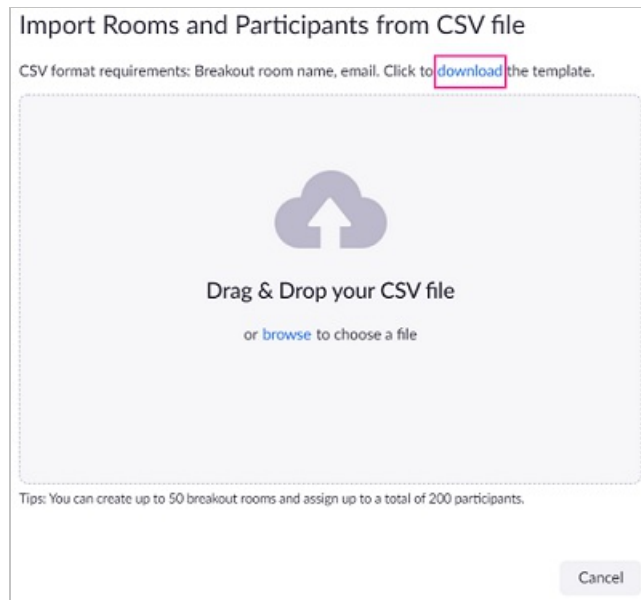 Import Rooms and Participants from CSV file
CSV format requirements: Breakout room name, email. Click to download the template.
Drag & Drop your CSV file
or browse to choose a file
Tips: You can create up to 50 breakout rooms and assign up to a total of 200 participants.
Cancel